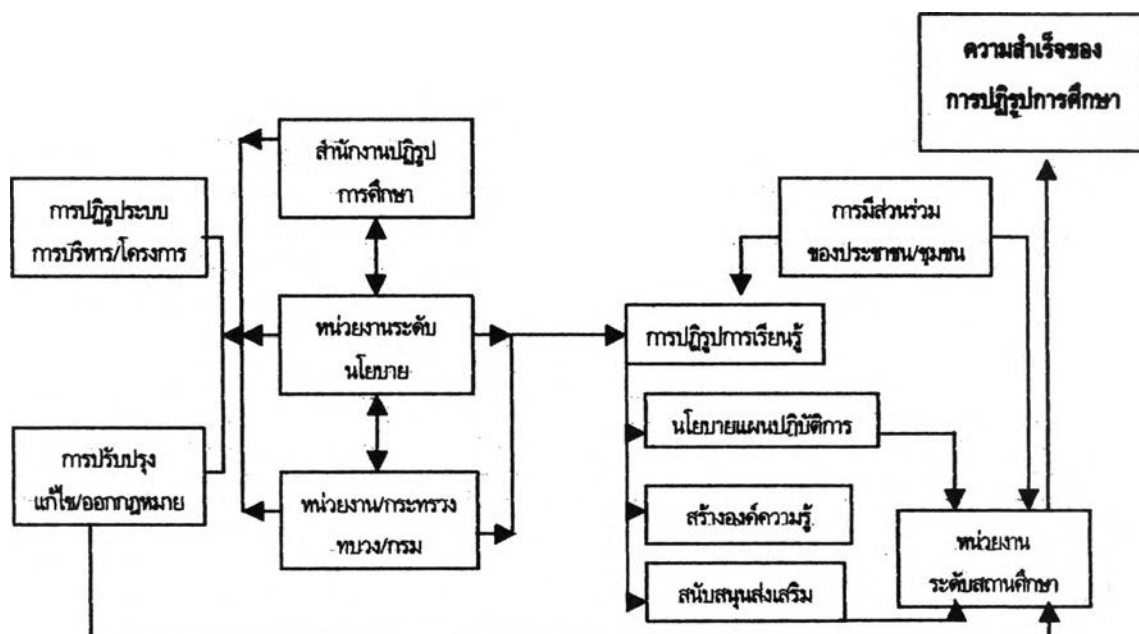 ความสำเร็จของ
การปฏิรูปการศึกษา
สำนักงานปฏิรูป
การศึกษา
การปฏิรูประบบ
การบริหาร/โครงการ
การมีส่วนร่วม
ของประชาชน/ชุมชน
หน่วยงานระดับ
นโยบาย
การปฏิรูปการเรียนรู้
นโยบายแผนปฏิบัติการ
การปรับปรุง
แก้ไข/ออกกฎหมาย
หน่วยงาน/กระทรวง
ทบวง/กรม
สร้างองค์ความรู้
หน่วยงาน
ระดับสถานศึกษา
สนับสนุนส่งเสริม